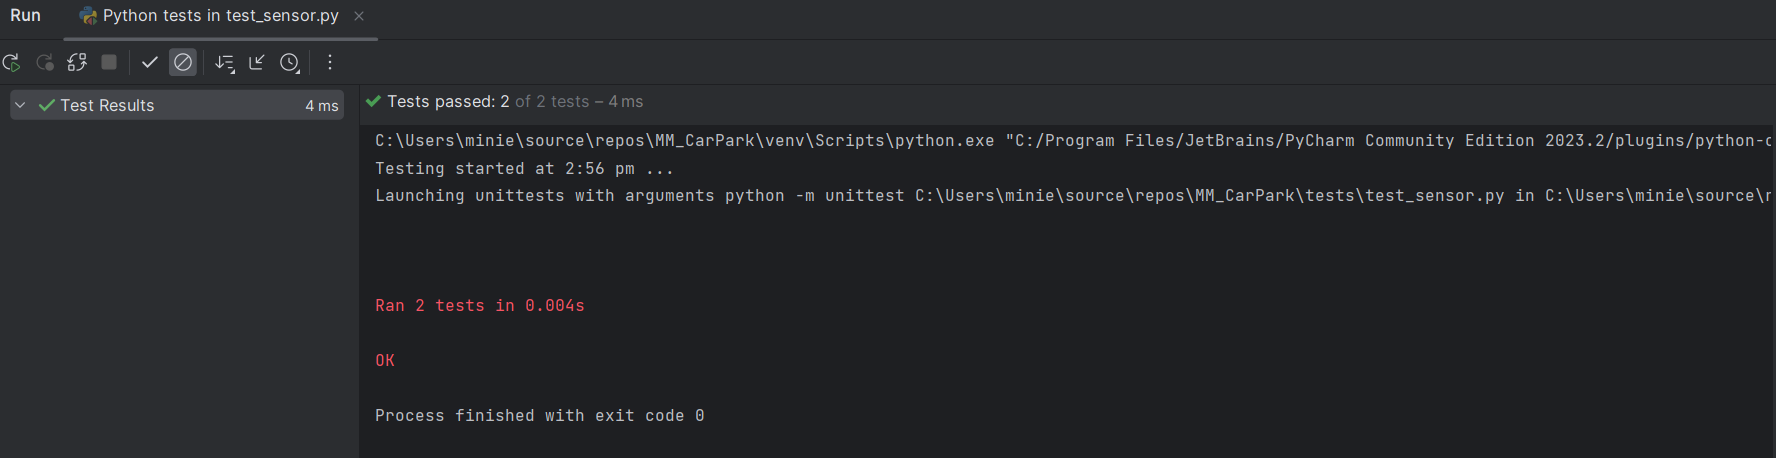 Run Python tests in test_sensor.py
Test Results 4 ms
Tests passed: 2 of 2 tests – 4 ms
C:\Users\minie\source\repos\MM_CarPark\venv\Scripts\python.exe "C:/Program Files/JetBrains/PyCharm Community Edition 2023.2/plugins/python-c
Testing started at 2:56 pm ...
Launching unittests with arguments python -m unittest C:\Users\minie\source\repos\MM_CarPark\tests\test_sensor.py in C:\Users\minie\source\r
Ran 2 tests in 0.004s
OK
Process finished with exit code 0